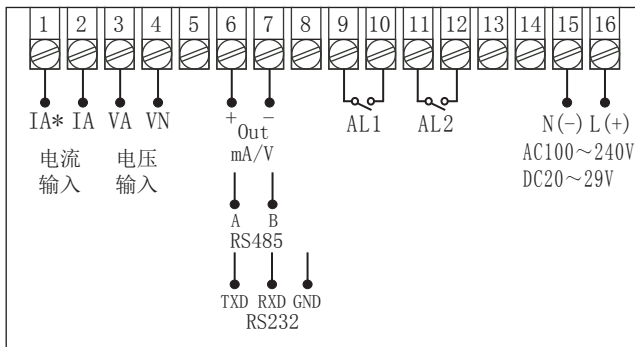 1 2 3 4 5 6 7 8 9 10 11 12 13 14 15 16
IA* IA VA VN + - AL1 AL2 N(-) L(+)
电流 电压 Out AC100~240V
输入 输入 mA/V DC20~29V
A B
RS485
TXD RXD GND
RS232